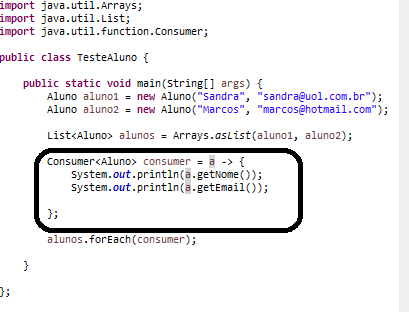 import java.util.Arrays;
import java.util.List;
import java.util.function.Consumer;
public class TesteAluno {
public static void main(String[] args) {
Aluno aluno1 = new Aluno("Sandra", "sandra@uol.com.br");
Aluno aluno2 = new Aluno("Marcos", "marcos@hotmail.com");
List<Aluno> alunos = Arrays.asList(aluno1, aluno2);
Consumer<Aluno> consumer = a -> {
System.out.println(a.getNome());
System.out.println(a.getEmail());
};
alunos.forEach(consumer);
}
};